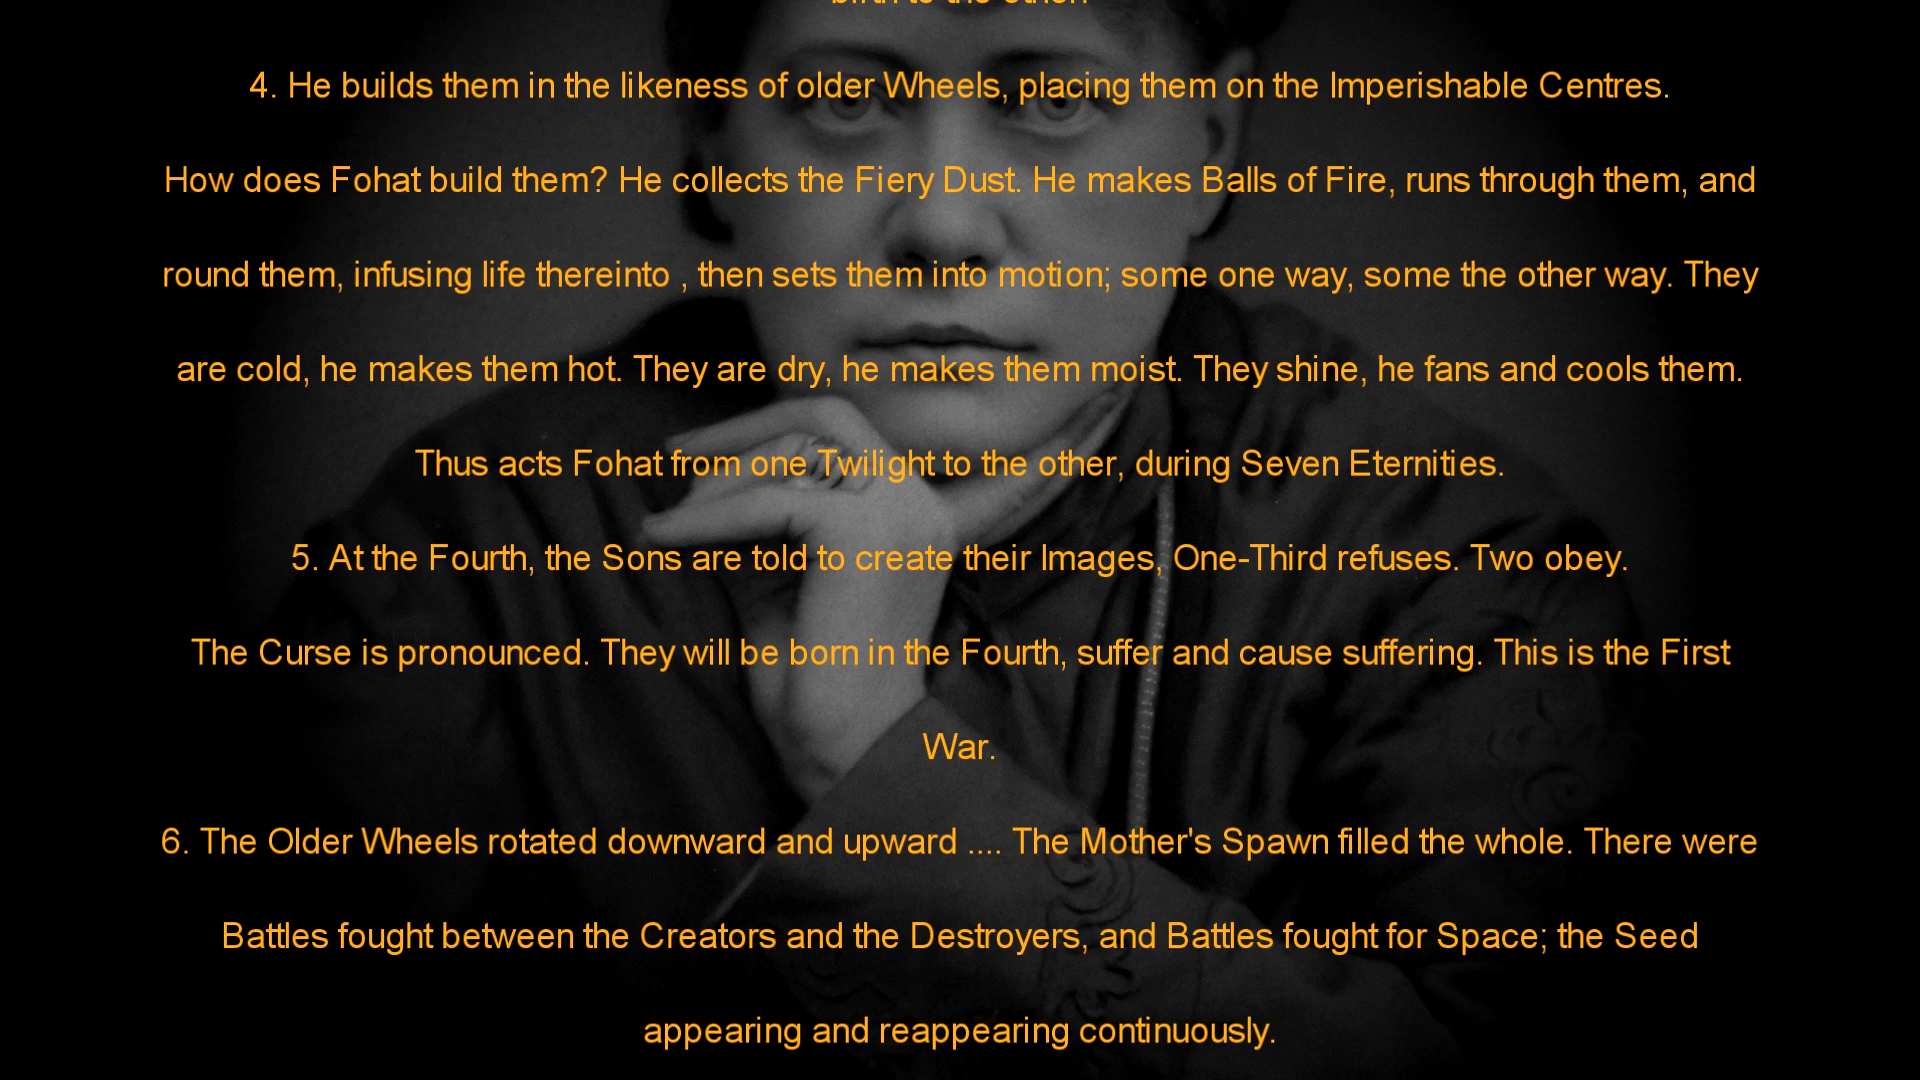 birth to the other.
4. He builds them in the likeness of older Wheels, placing them on the Imperishable Centres.
How does Fohat build them? He collects the Fiery Dust. He makes Balls of Fire, runs through them, and
round them, infusing life thereinto , then sets them into motion; some one way, some the other way. They
are cold, he makes them hot. They are dry, he makes them moist. They shine, he fans and cools them.
Thus acts Fohat from one Twilight to the other, during Seven Eternities.
5. At the Fourth, the Sons are told to create their Images, One-Third refuses. Two obey.
The Curse is pronounced. They will be born in the Fourth, suffer and cause suffering. This is the First
War.
6. The Older Wheels rotated downward and upward .... The Mother's Spawn filled the whole. There were
Battles fought between the Creators and the Destroyers, and Battles fought for Space; the Seed
appearing and reappearing continuously.